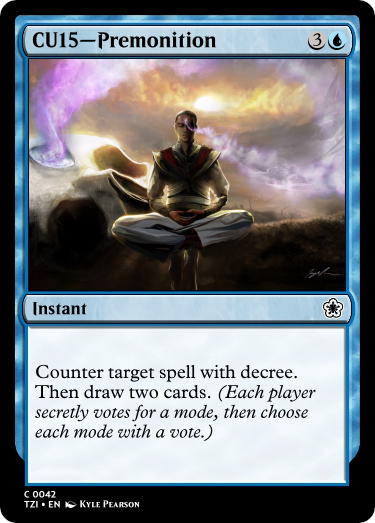 CU15—Premonition
3
Instant
Counter target spell with decree.
Then draw two cards. (Each player
secretly votes for a mode, then choose
each mode with a vote.)
C 0042
TZI • EN Kyle Pearson